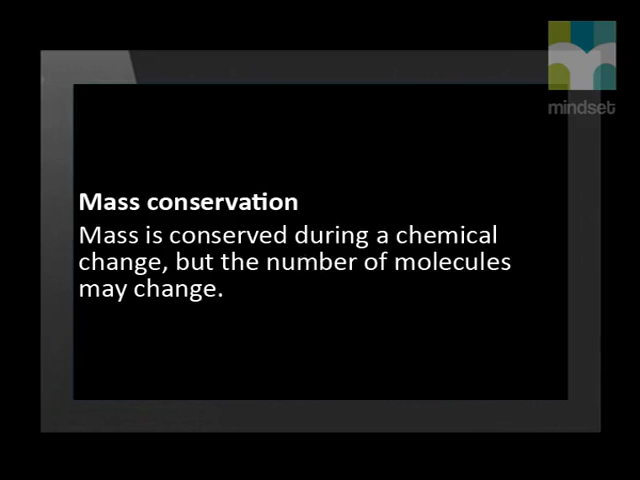 mindset
Mass conservation
Mass is conserved during a chemical
change, but the number of molecules
may change.